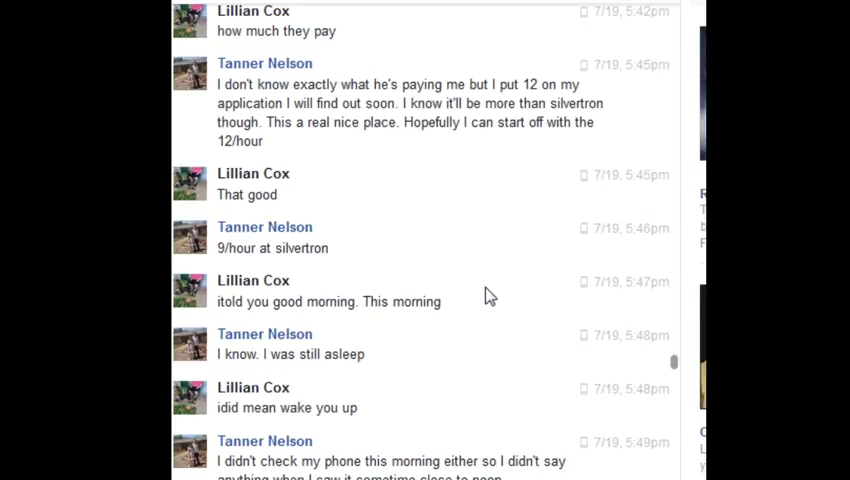 Lillian Cox 7/19, 5:42pm
how much they pay
Tanner Nelson 7/19, 5:45pm
I don't know exactly what he's paying me but I put 12 on my
application I will find out soon. I know it'll be more than silvertron
though. This a real nice place. Hopefully I can start off with the
12/hour
Lillian Cox 7/19, 5:45pm
That good
Tanner Nelson 7/19, 5:46pm
9/hour at silvertron
Lillian Cox 7/19, 5:47pm
itold you good morning. This morning
Tanner Nelson 7/19, 5:48pm
I know. I was still asleep
Lillian Cox 7/19, 5:48pm
idid mean wake you up
Tanner Nelson 7/19, 5:49pm
I didn't check my phone this morning either so I didn't say
anything when I saw it sometime close to noon